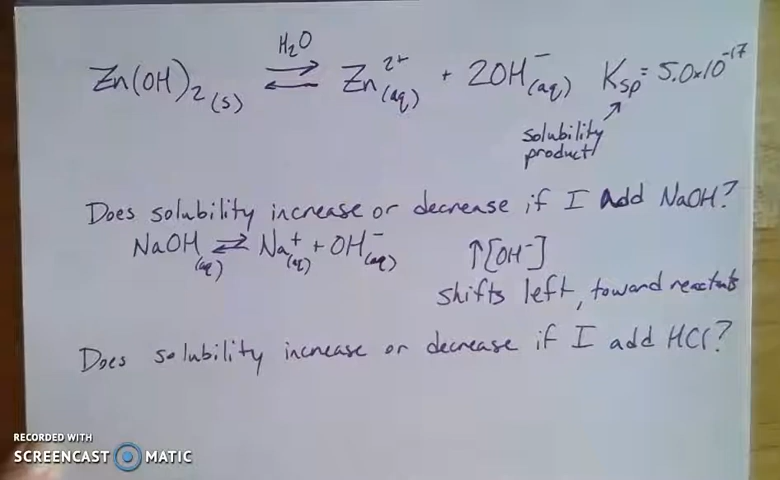 H₂O
Zn(OH)₂(s) ⇌ Zn²⁺(aq) + 2OH⁻(aq) Ksp = 5.0x10⁻¹⁷
solubility
product
Does solubility increase or decrease if I add NaOH?
NaOH(aq) ⇌ Na⁺(aq) + OH⁻(aq) ↑[OH⁻]
shifts left, toward reactants
Does solubility increase or decrease if I add HCl?
RECORDED WITH
SCREENCAST MATIC